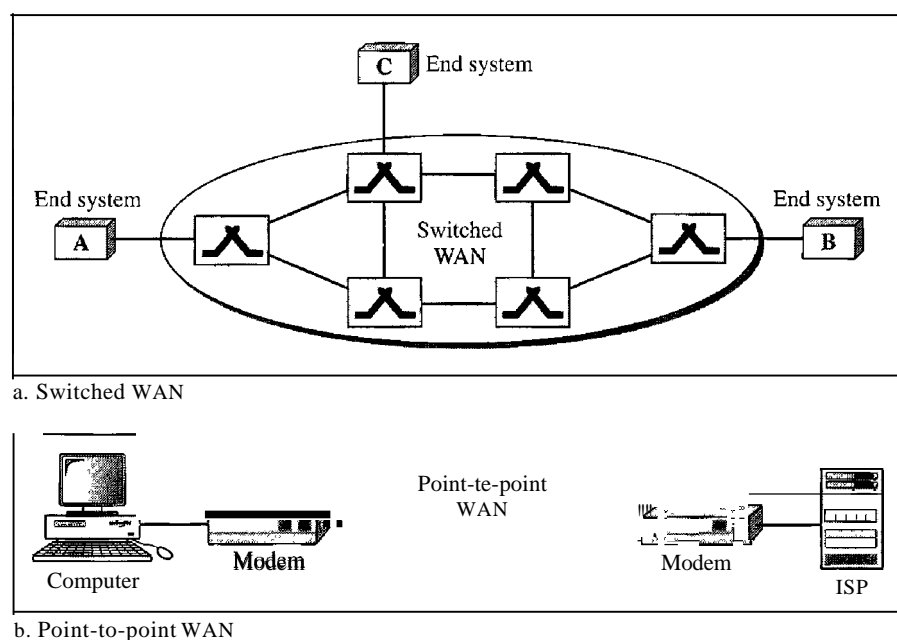 C
End system
End system
A
Switched
WAN
End system
B
a. Switched WAN
Point-te-point
WAN
Modem
Computer
Modem
ISP
b. Point-to-point WAN